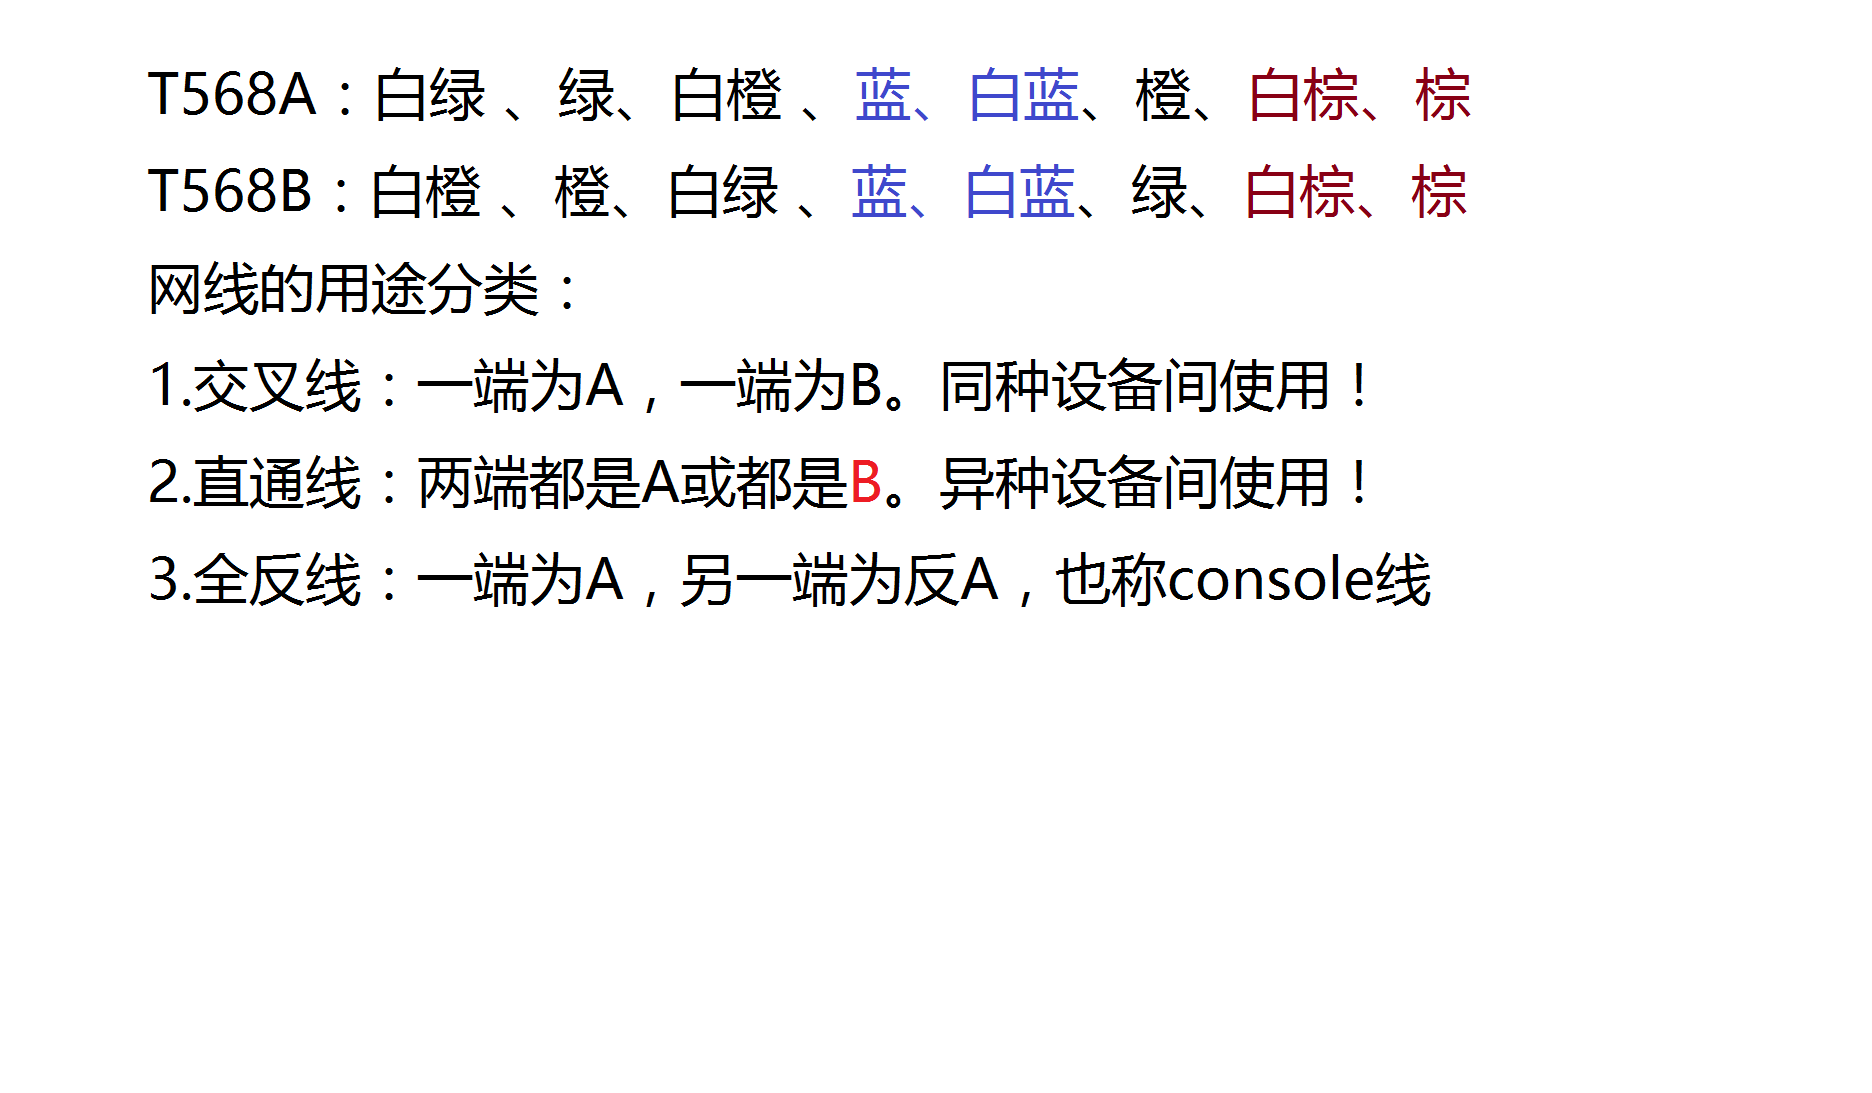 T568A：白绿 、绿、白橙 、蓝、白蓝、橙、白棕、棕
T568B：白橙 、橙、白绿 、蓝、白蓝、绿、白棕、棕
网线的用途分类：
1.交叉线：一端为A，一端为B。同种设备间使用！
2.直通线：两端都是A或都是B。异种设备间使用！
3.全反线：一端为A，另一端为反A，也称console线